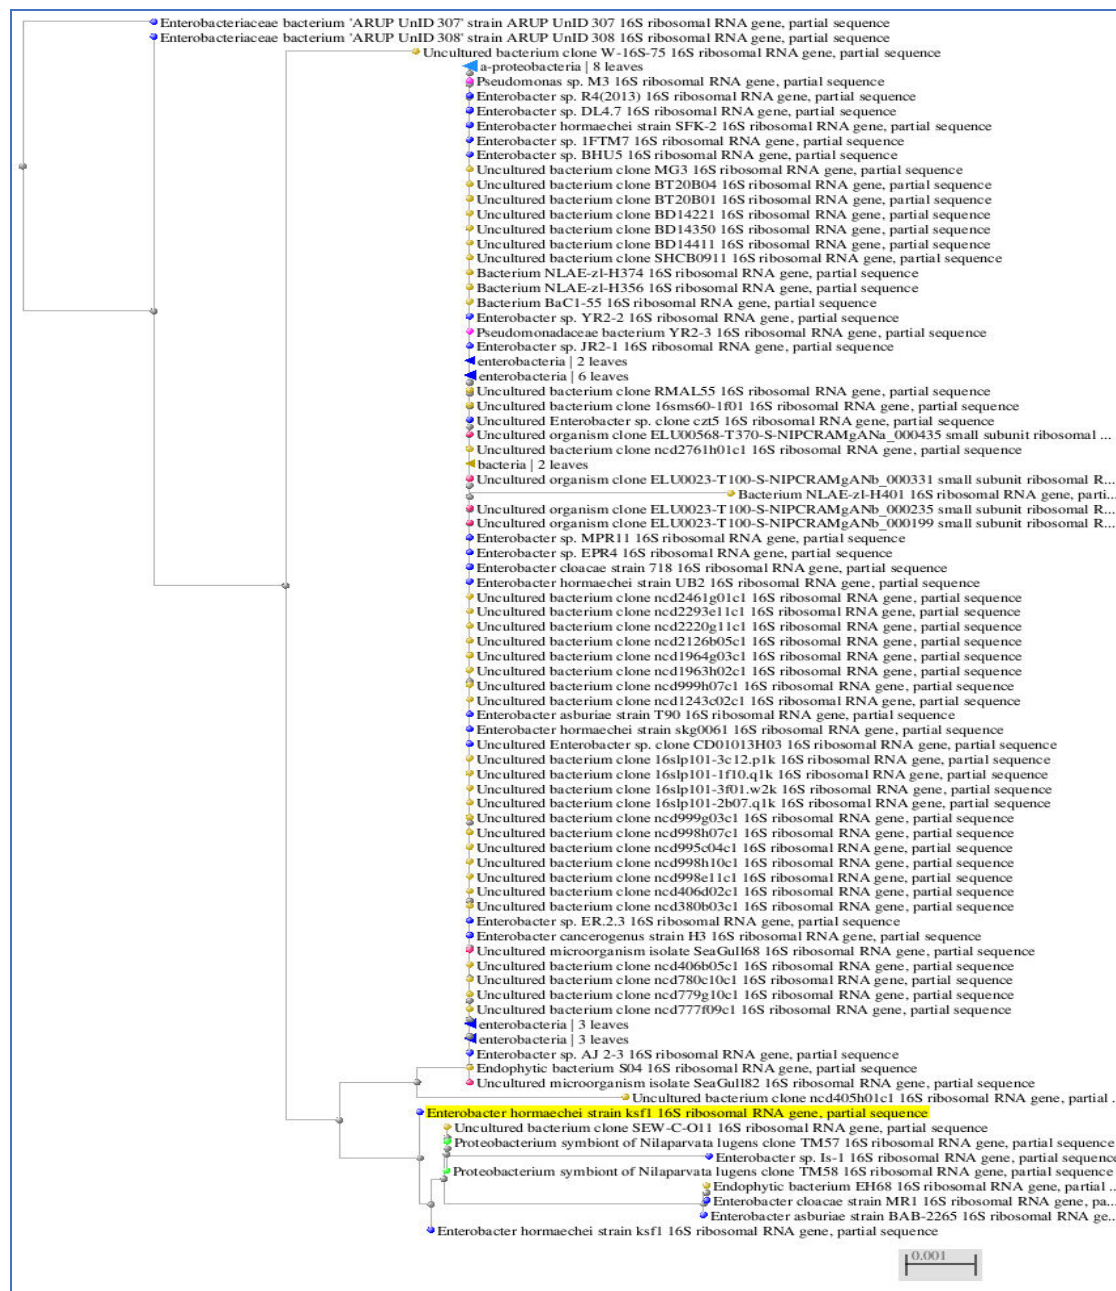 Enterobacteriaceae bacterium 'ARUP UnID 307' strain ARUP UnID 307 16S ribosomal RNA gene, partial sequence
Enterobacteriaceae bacterium 'ARUP UnID 308' strain ARUP UnID 308 16S ribosomal RNA gene, partial sequence
Uncultured bacterium clone W-16S-75 16S ribosomal RNA gene, partial sequence
a-proteobacteria | 8 leaves
Pseudomonas sp. M3 16S ribosomal RNA gene, partial sequence
Enterobacter sp. R4(2013) 16S ribosomal RNA gene, partial sequence
Enterobacter sp. DL4.7 16S ribosomal RNA gene, partial sequence
Enterobacter hormaechei strain SFK-2 16S ribosomal RNA gene, partial sequence
Enterobacter sp. 1FTM7 16S ribosomal RNA gene, partial sequence
Enterobacter sp. BHU5 16S ribosomal RNA gene, partial sequence
Uncultured bacterium clone MG3 16S ribosomal RNA gene, partial sequence
Uncultured bacterium clone BT20B04 16S ribosomal RNA gene, partial sequence
Uncultured bacterium clone BT20B01 16S ribosomal RNA gene, partial sequence
Uncultured bacterium clone BD14221 16S ribosomal RNA gene, partial sequence
Uncultured bacterium clone BD14350 16S ribosomal RNA gene, partial sequence
Uncultured bacterium clone BD14411 16S ribosomal RNA gene, partial sequence
Uncultured bacterium clone SHCB0911 16S ribosomal RNA gene, partial sequence
Bacterium NLAE-zl-H374 16S ribosomal RNA gene, partial sequence
Bacterium NLAE-zl-H356 16S ribosomal RNA gene, partial sequence
Bacterium BaC1-55 16S ribosomal RNA gene, partial sequence
Enterobacter sp. YR2-2 16S ribosomal RNA gene, partial sequence
Pseudomonadaceae bacterium YR2-3 16S ribosomal RNA gene, partial sequence
Enterobacter sp. JR2-1 16S ribosomal RNA gene, partial sequence
enterobacteria | 2 leaves
enterobacteria | 6 leaves
Uncultured bacterium clone RMAL55 16S ribosomal RNA gene, partial sequence
Uncultured bacterium clone 16sms60-1f01 16S ribosomal RNA gene, partial sequence
Uncultured Enterobacter sp. clone czt5 16S ribosomal RNA gene, partial sequence
Uncultured organism clone ELU00568-T370-S-NIPCRAMgANa_000435 small subunit ribosomal ...
Uncultured bacterium clone ncd2761h01c1 16S ribosomal RNA gene, partial sequence
bacteria | 2 leaves
Uncultured organism clone ELU0023-T100-S-NIPCRAMgANb_000331 small subunit ribosomal R...
Bacterium NLAE-zl-H401 16S ribosomal RNA gene, parti...
Uncultured organism clone ELU0023-T100-S-NIPCRAMgANb_000235 small subunit ribosomal R...
Uncultured organism clone ELU0023-T100-S-NIPCRAMgANb_000199 small subunit ribosomal R...
Enterobacter sp. MPR11 16S ribosomal RNA gene, partial sequence
Enterobacter sp. EPR4 16S ribosomal RNA gene, partial sequence
Enterobacter cloacae strain 718 16S ribosomal RNA gene, partial sequence
Enterobacter hormaechei strain UB2 16S ribosomal RNA gene, partial sequence
Uncultured bacterium clone ncd2461g01c1 16S ribosomal RNA gene, partial sequence
Uncultured bacterium clone ncd2293e11c1 16S ribosomal RNA gene, partial sequence
Uncultured bacterium clone ncd2220g11c1 16S ribosomal RNA gene, partial sequence
Uncultured bacterium clone ncd2126b05c1 16S ribosomal RNA gene, partial sequence
Uncultured bacterium clone ncd1964g03c1 16S ribosomal RNA gene, partial sequence
Uncultured bacterium clone ncd1963h02c1 16S ribosomal RNA gene, partial sequence
Uncultured bacterium clone ncd999h07c1 16S ribosomal RNA gene, partial sequence
Uncultured bacterium clone ncd1243c02c1 16S ribosomal RNA gene, partial sequence
Enterobacter asburiae strain T90 16S ribosomal RNA gene, partial sequence
Enterobacter hormaechei strain skg0061 16S ribosomal RNA gene, partial sequence
Uncultured Enterobacter sp. clone CD01013H03 16S ribosomal RNA gene, partial sequence
Uncultured bacterium clone 16slp101-3c12.p1k 16S ribosomal RNA gene, partial sequence
Uncultured bacterium clone 16slp101-1f10.q1k 16S ribosomal RNA gene, partial sequence
Uncultured bacterium clone 16slp101-3f01.w2k 16S ribosomal RNA gene, partial sequence
Uncultured bacterium clone 16slp101-2b07.q1k 16S ribosomal RNA gene, partial sequence
Uncultured bacterium clone ncd999g03c1 16S ribosomal RNA gene, partial sequence
Uncultured bacterium clone ncd998h07c1 16S ribosomal RNA gene, partial sequence
Uncultured bacterium clone ncd995c04c1 16S ribosomal RNA gene, partial sequence
Uncultured bacterium clone ncd998h10c1 16S ribosomal RNA gene, partial sequence
Uncultured bacterium clone ncd998e11c1 16S ribosomal RNA gene, partial sequence
Uncultured bacterium clone ncd406d02c1 16S ribosomal RNA gene, partial sequence
Uncultured bacterium clone ncd380b03c1 16S ribosomal RNA gene, partial sequence
Enterobacter sp. ER.2.3 16S ribosomal RNA gene, partial sequence
Enterobacter cancerogenus strain H3 16S ribosomal RNA gene, partial sequence
Uncultured microorganism isolate SeaGull68 16S ribosomal RNA gene, partial sequence
Uncultured bacterium clone ncd406b05c1 16S ribosomal RNA gene, partial sequence
Uncultured bacterium clone ncd780c10c1 16S ribosomal RNA gene, partial sequence
Uncultured bacterium clone ncd779g10c1 16S ribosomal RNA gene, partial sequence
Uncultured bacterium clone ncd777f09c1 16S ribosomal RNA gene, partial sequence
enterobacteria | 3 leaves
enterobacteria | 3 leaves
Enterobacter sp. AJ 2-3 16S ribosomal RNA gene, partial sequence
Endophytic bacterium S04 16S ribosomal RNA gene, partial sequence
Uncultured microorganism isolate SeaGull82 16S ribosomal RNA gene, partial sequence
Uncultured bacterium clone ncd405h01c1 16S ribosomal RNA gene, partial ...
Enterobacter hormaechei strain ksf1 16S ribosomal RNA gene, partial sequence
Uncultured bacterium clone SEW-C-O11 16S ribosomal RNA gene, partial sequence
Proteobacterium symbiont of Nilaparvata lugens clone TM57 16S ribosomal RNA gene, partial sequence
Enterobacter sp. Is-1 16S ribosomal RNA gene, partial sequence
Proteobacterium symbiont of Nilaparvata lugens clone TM58 16S ribosomal RNA gene, partial sequence
Endophytic bacterium EH68 16S ribosomal RNA gene, partial ...
Enterobacter cloacae strain MR1 16S ribosomal RNA gene, pa...
Enterobacter asburiae strain BAB-2265 16S ribosomal RNA ge...
Enterobacter hormaechei strain ksf1 16S ribosomal RNA gene, partial sequence
0.001